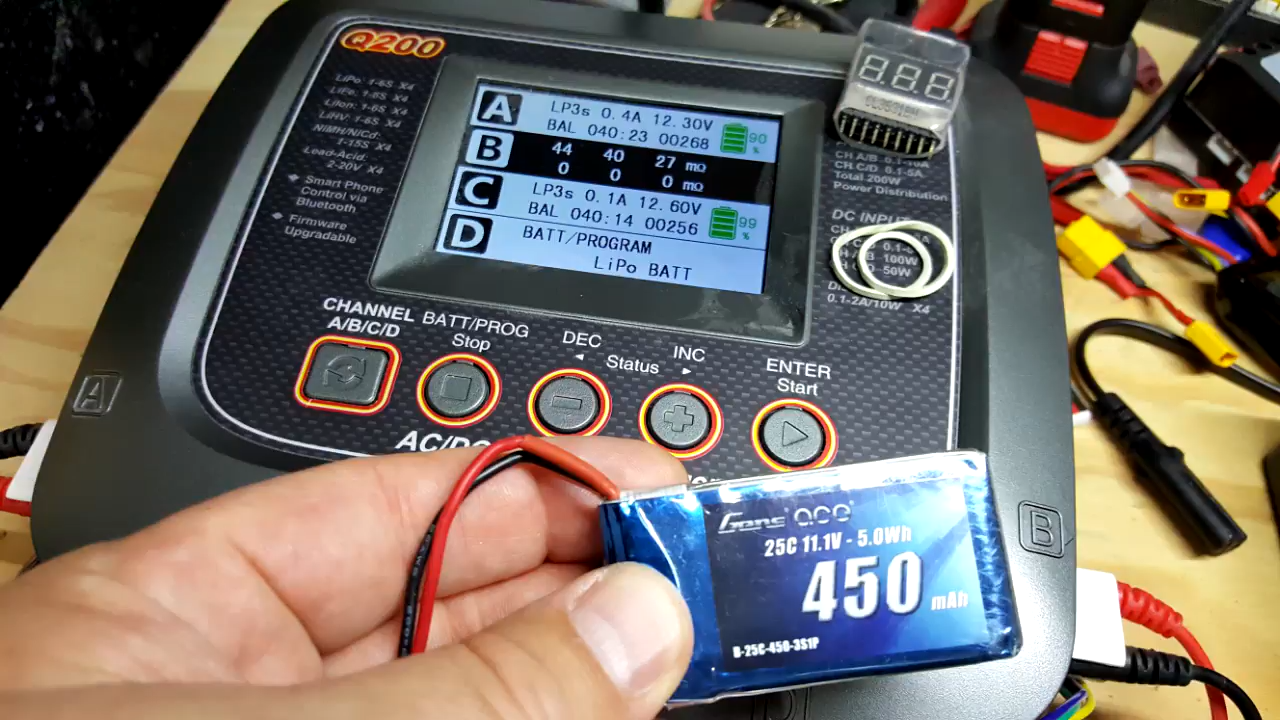 Q200
LiPo: 1-6S X4
LiFe: 1-6S X4
LiIon: 1-6S X4
LiHV: 1-6S X4
NiMH/NiCd:
1-15S X4
Lead-Acid:
2-20V X4
Smart Phone
Control via
Bluetooth
Firmware
Upgradable
A
LP3s 0.4A 12.30V
BAL 040:23 00268
90
%
B
44 40 27 mΩ
0 0 0 mΩ
C
LP3s 0.1A 12.60V
BAL 040:14 00256
99
%
D
BATT/PROGRAM
LiPo BATT
8.8.8.
CH.A/B 0.1-10A
CH.C/D 0.1-5A
Total 200W
Power Distribution
DC INPUT
100W
50W
0.1-2A/10W X4
CHANNEL
A/B/C/D
BATT/PROG
Stop
DEC
Status
INC
ENTER
Start
AC/DC
A
B
Gens ace
25C 11.1V - 5.0Wh
450 mAh
B-25C-450-3S1P